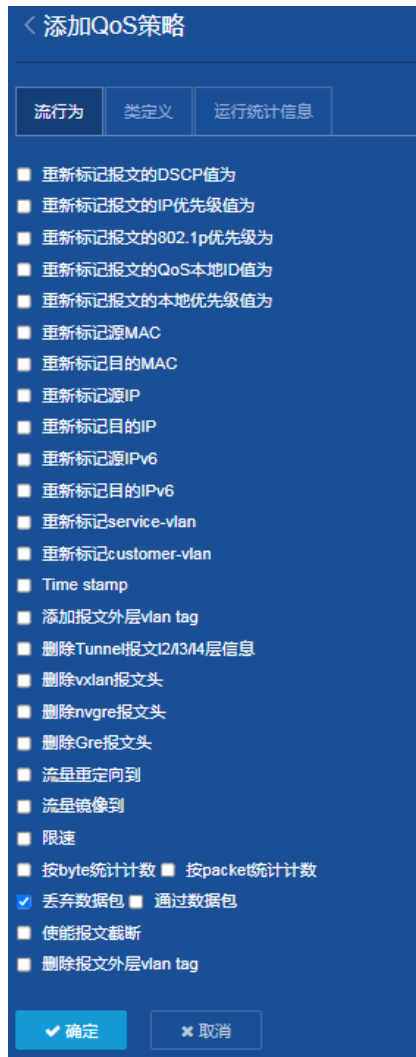 添加QoS策略
流行为 类定义 运行统计信息
重新标记报文的DSCP值为
重新标记报文的IP优先级值为
重新标记报文的802.1p优先级为
重新标记报文的QoS本地ID值为
重新标记报文的本地优先级值为
重新标记源MAC
重新标记目的MAC
重新标记源IP
重新标记目的IP
重新标记源IPv6
重新标记目的IPv6
重新标记service-vlan
重新标记customer-vlan
Time stamp
添加报文外层vlan tag
删除Tunnel报文l2/l3/l4层信息
删除vxlan报文头
删除nvgre报文头
删除Gre报文头
流量重定向到
流量镜像到
限速
按byte统计计数 按packet统计计数
丢弃数据包 通过数据包
使能报文截断
删除报文外层vlan tag
确定 取消